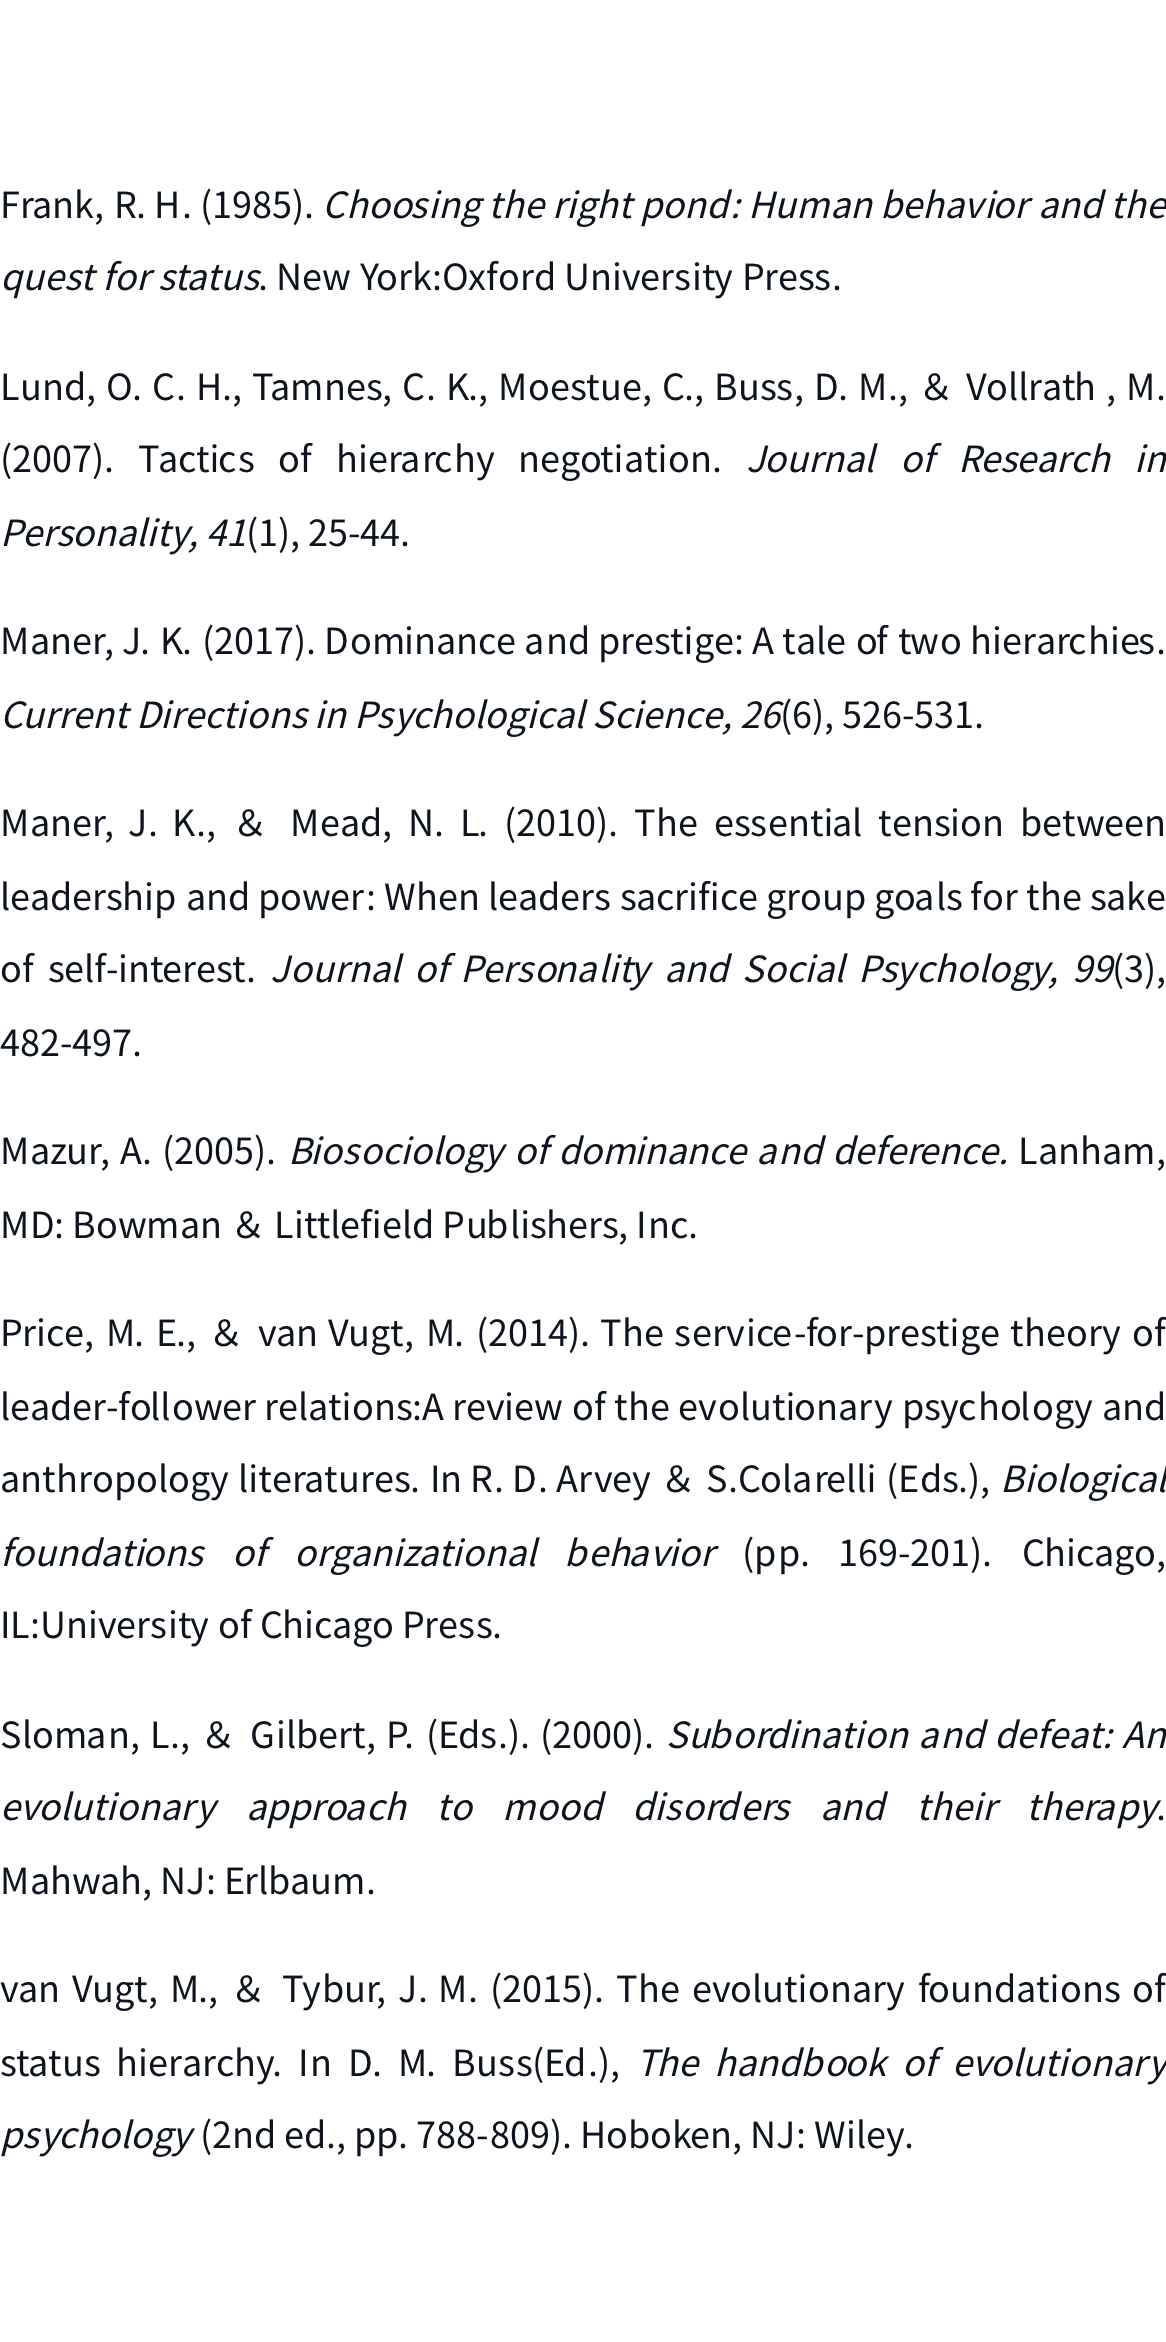 Frank, R. H. (1985). Choosing the right pond: Human behavior and the
quest for status. New York:Oxford University Press.
Lund, O. C. H., Tamnes, C. K., Moestue, C., Buss, D. M., & Vollrath , M.
(2007). Tactics of hierarchy negotiation. Journal of Research in
Personality, 41(1), 25-44.
Maner, J. K. (2017). Dominance and prestige: A tale of two hierarchies.
Current Directions in Psychological Science, 26(6), 526-531.
Maner, J. K., & Mead, N. L. (2010). The essential tension between
leadership and power: When leaders sacrifice group goals for the sake
of self-interest. Journal of Personality and Social Psychology, 99(3),
482-497.
Mazur, A. (2005). Biosociology of dominance and deference. Lanham,
MD: Bowman & Littlefield Publishers, Inc.
Price, M. E., & van Vugt, M. (2014). The service-for-prestige theory of
leader-follower relations:A review of the evolutionary psychology and
anthropology literatures. In R. D. Arvey & S.Colarelli (Eds.), Biological
foundations of organizational behavior (pp. 169-201). Chicago,
IL:University of Chicago Press.
Sloman, L., & Gilbert, P. (Eds.). (2000). Subordination and defeat: An
evolutionary approach to mood disorders and their therapy.
Mahwah, NJ: Erlbaum.
van Vugt, M., & Tybur, J. M. (2015). The evolutionary foundations of
status hierarchy. In D. M. Buss(Ed.), The handbook of evolutionary
psychology (2nd ed., pp. 788-809). Hoboken, NJ: Wiley.